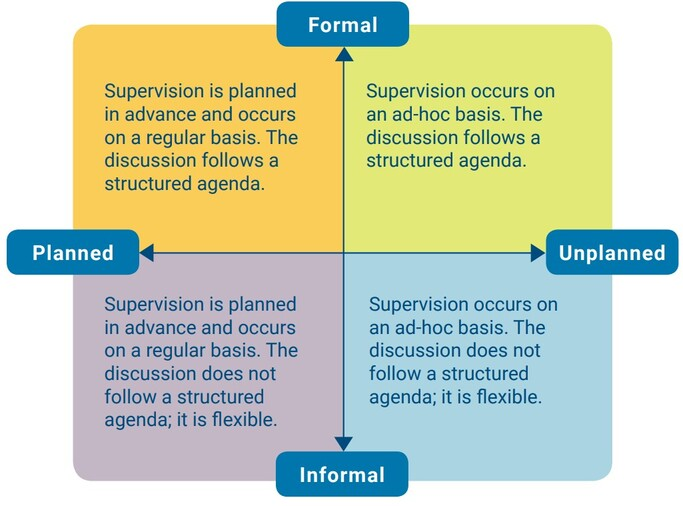 Formal
Supervision is planned
in advance and occurs
on a regular basis. The
discussion follows a
structured agenda.
Supervision occurs on
an ad-hoc basis. The
discussion follows a
structured agenda.
Planned
Unplanned
Supervision is planned
in advance and occurs
on a regular basis. The
discussion does not
follow a structured
agenda; it is flexible.
Supervision occurs on
an ad-hoc basis. The
discussion does not
follow a structured
agenda; it is flexible.
Informal